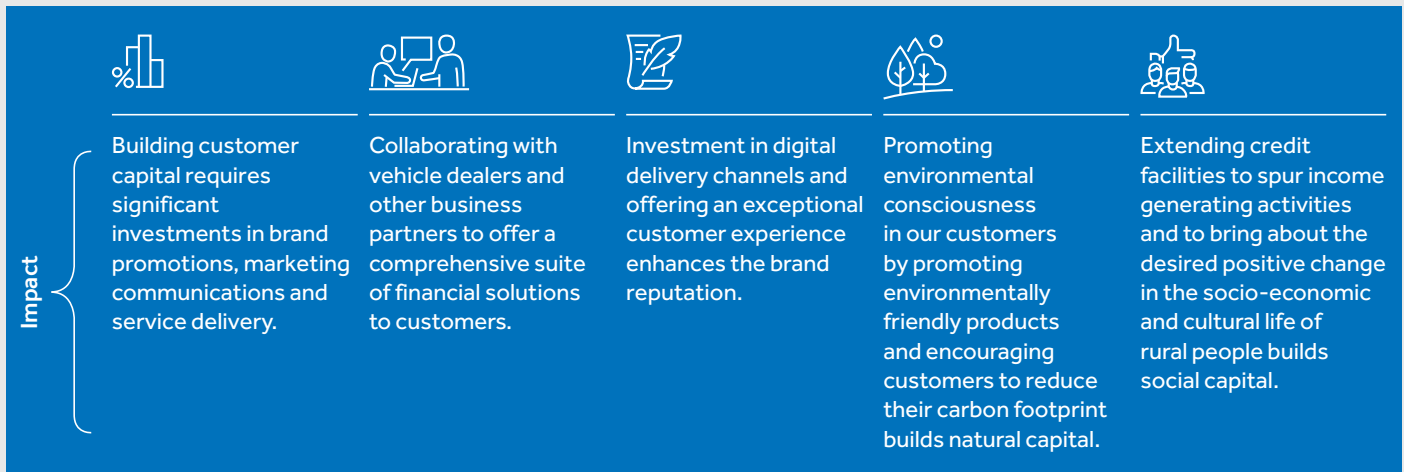 %
Impact
Building customer
capital requires
significant
investments in brand
promotions, marketing
communications and
service delivery.
Collaborating with
vehicle dealers and
other business
partners to offer a
comprehensive suite
of financial solutions
to customers.
Investment in digital
delivery channels and
offering an exceptional
customer experience
enhances the brand
reputation.
Promoting
environmental
consciousness
in our customers
by promoting
environmentally
friendly products
and encouraging
customers to reduce
their carbon footprint
builds natural capital.
Extending credit
facilities to spur income
generating activities
and to bring about the
desired positive change
in the socio-economic
and cultural life of
rural people builds
social capital.